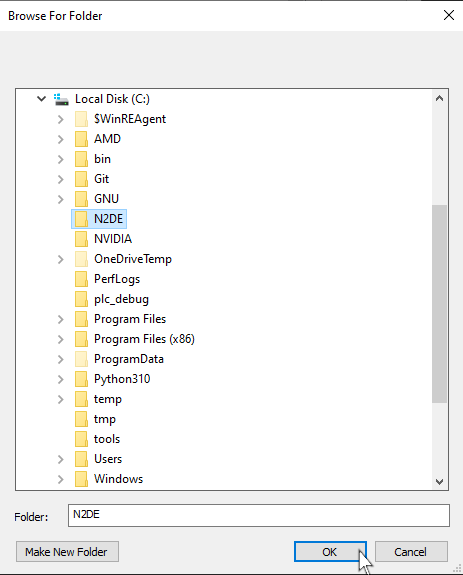 Browse For Folder
Local Disk (C:)
$WinREAgent
AMD
bin
Git
GNU
N2DE
NVIDIA
OneDriveTemp
PerfLogs
plc_debug
Program Files
Program Files (x86)
ProgramData
Python310
temp
tmp
tools
Users
Windows
Folder: N2DE
Make New Folder OK Cancel